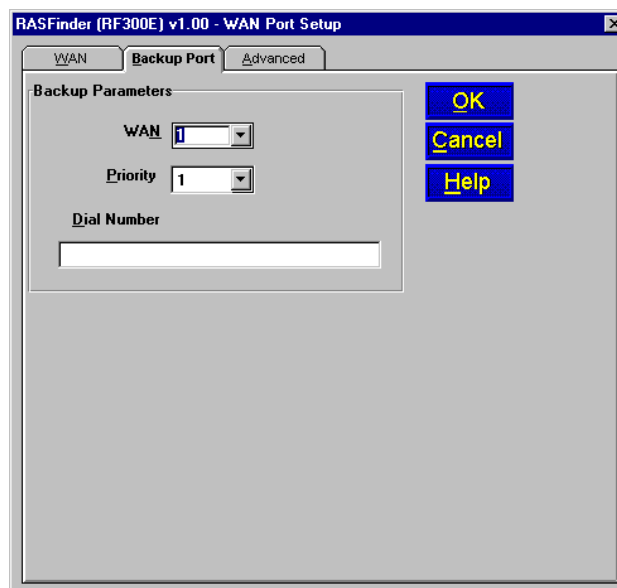 RASFinder (RF300E) v1.00 - WAN Port Setup
WAN Backup Port Advanced
Backup Parameters
WAN 1
Priority 1
Dial Number
OK
Cancel
Help